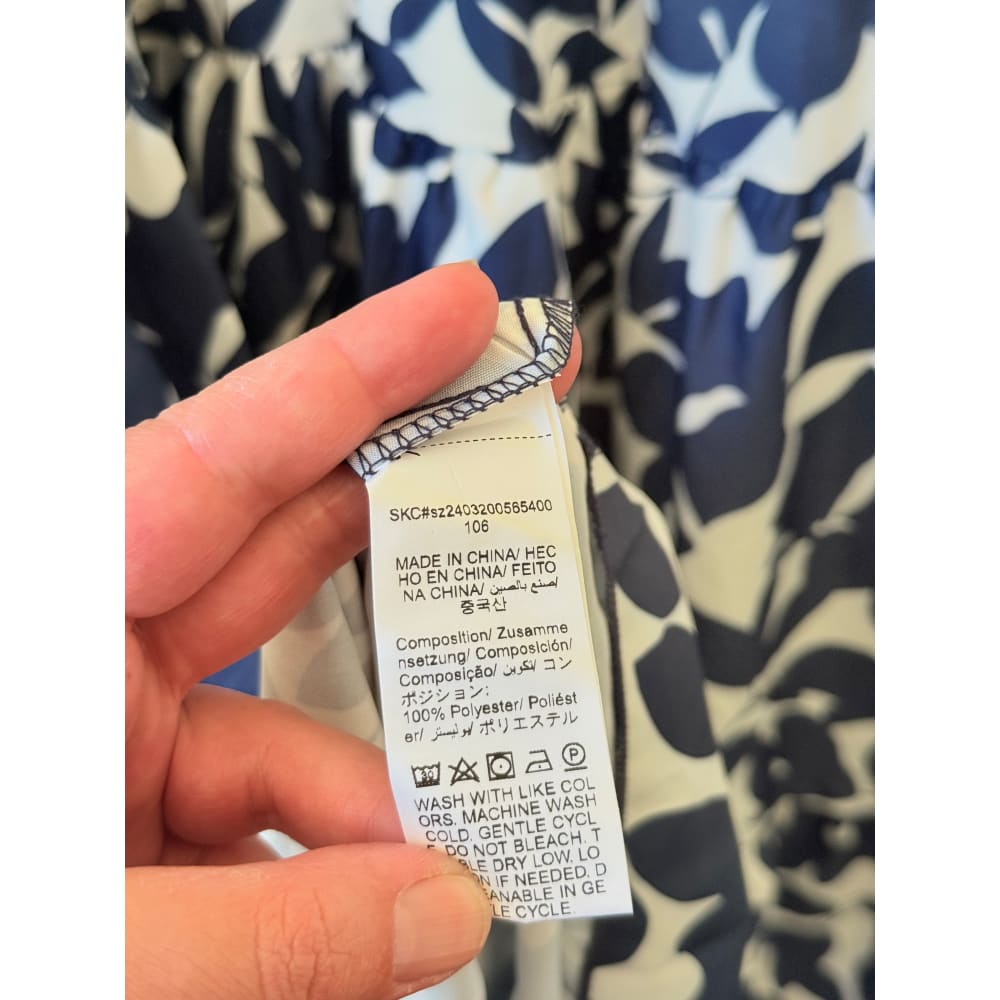 SKC#sz2403200565400
106
MADE IN CHINA/ HEC
HO EN CHINA/ FEITO
NA CHINA/ صنع بالصين/
중국산
Composition/ Zusamme
nsetzung/ Composición/
Composição/ تكوين/ コン
ポジション:
100% Polyester/ Poliést
er/ بوليستر/ ポリエステル
30
P
WASH WITH LIKE COL
ORS. MACHINE WASH
COLD. GENTLE CYCL
DO NOT BLEACH. T
DRY LOW. LO
IF NEEDED. D
IN GE
CYCLE.